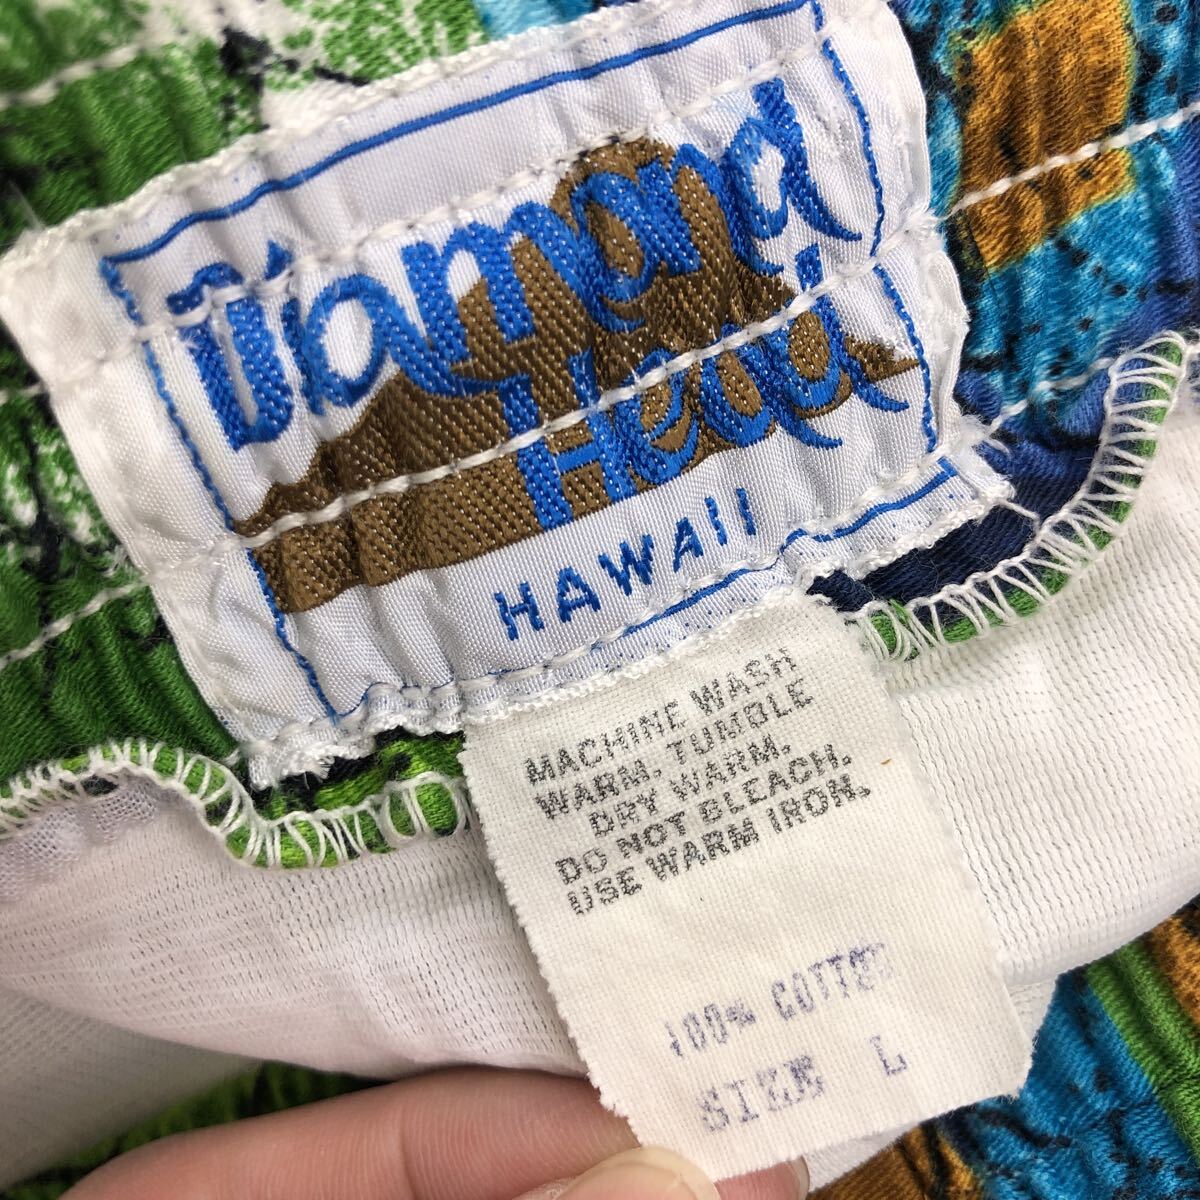 Diamond
Head
HAWAII
MACHINE WASH
WARM. TUMBLE
DRY WARM.
DO NOT BLEACH.
USE WARM IRON.
100% COTTON
SIZE L